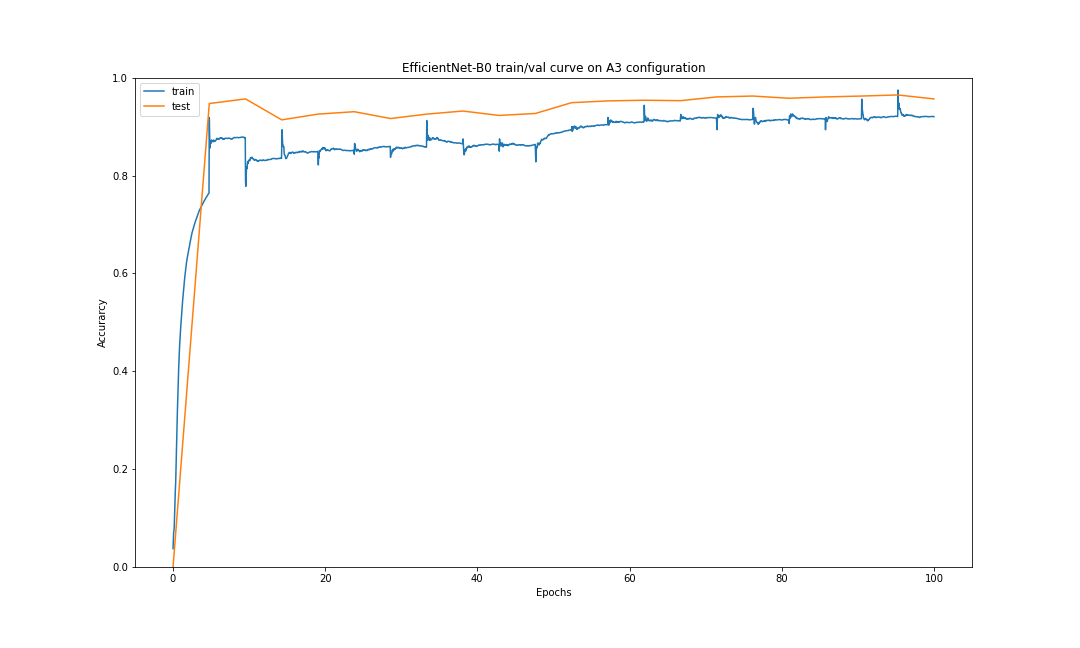 EfficientNet-B0 train/val curve on A3 configuration
1.0
train
test
0.8
0.6
Accurarcy
0.4
0.2
0.0
0 20 40 60 80 100
Epochs